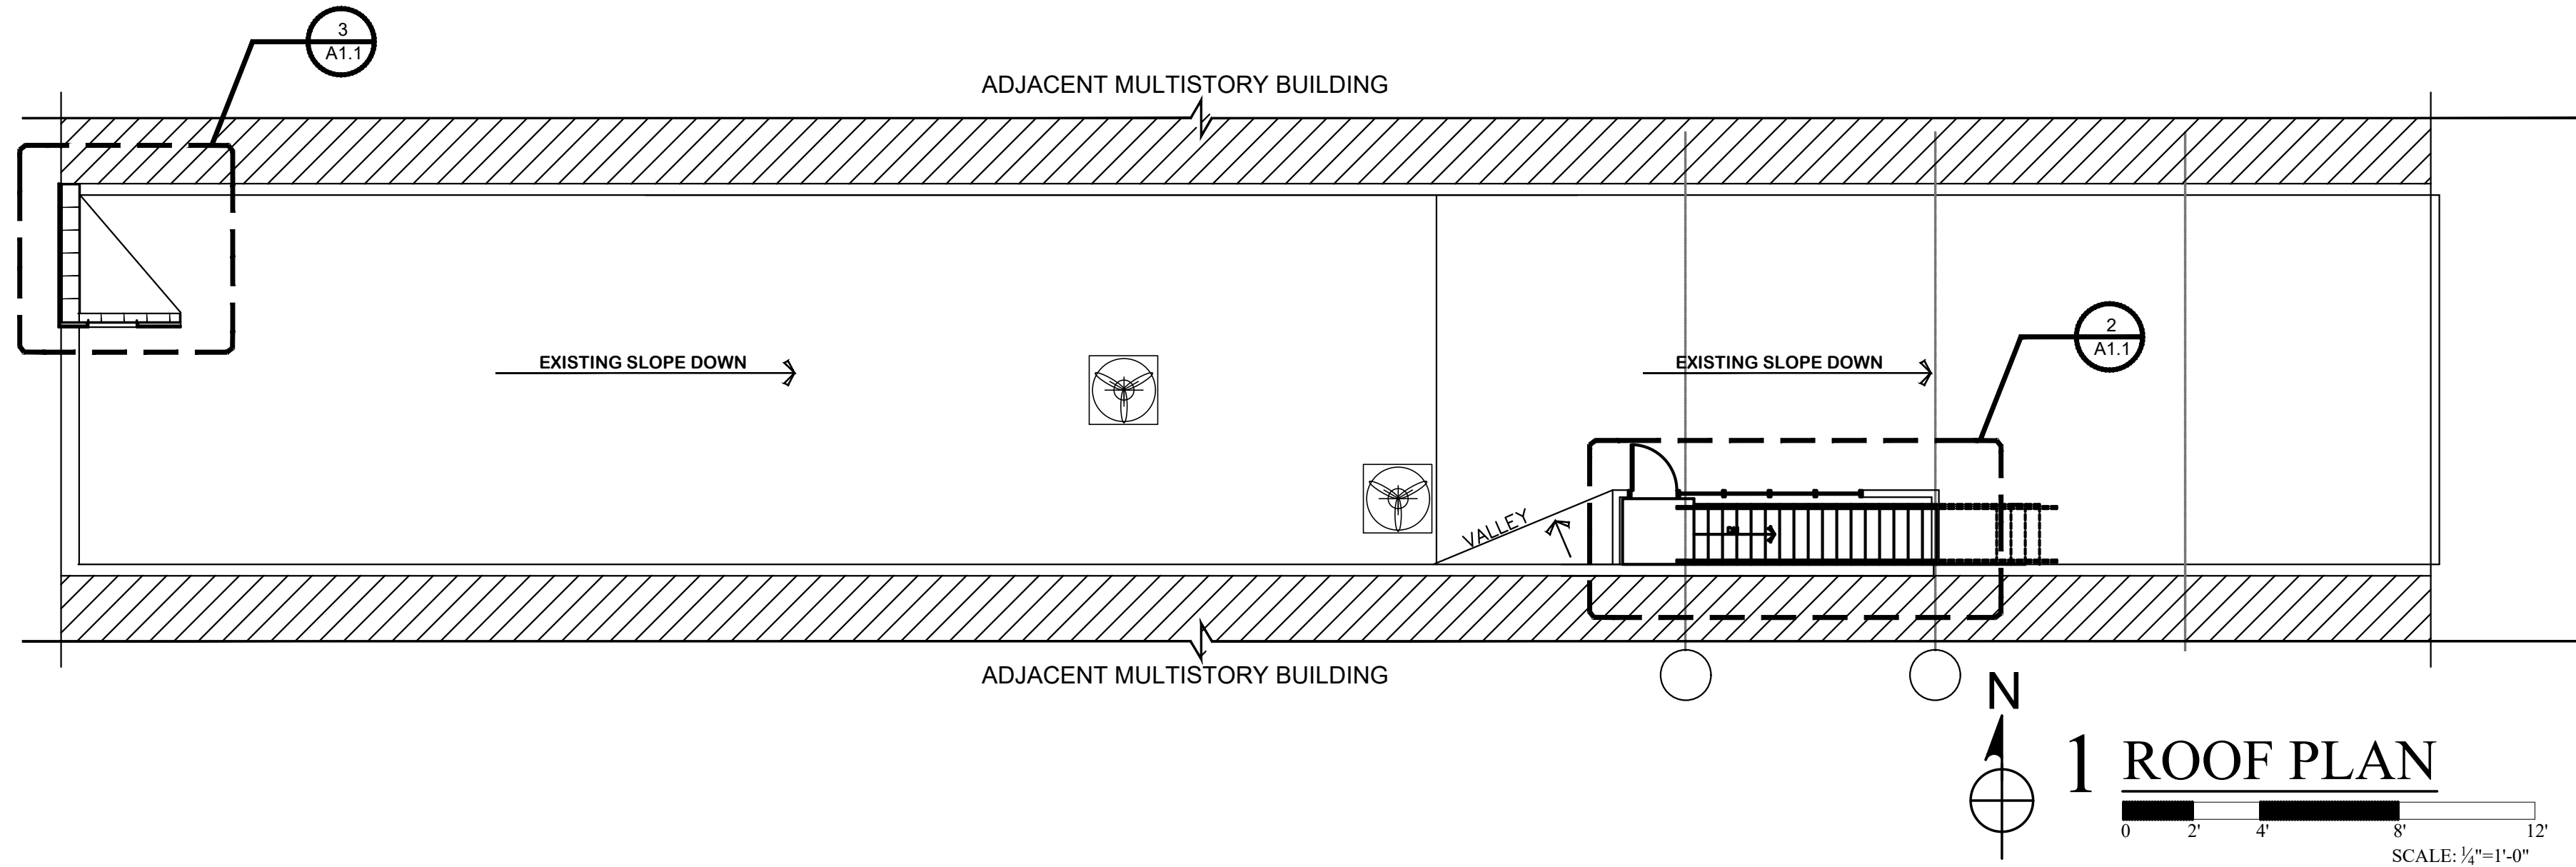 3
A1.1
ADJACENT MULTISTORY BUILDING
EXISTING SLOPE DOWN
EXISTING SLOPE DOWN
2
A1.1
VALLEY
DN
ADJACENT MULTISTORY BUILDING
N
1 ROOF PLAN
0 2' 4' 8' 12'
SCALE: 1/4"=1'-0"